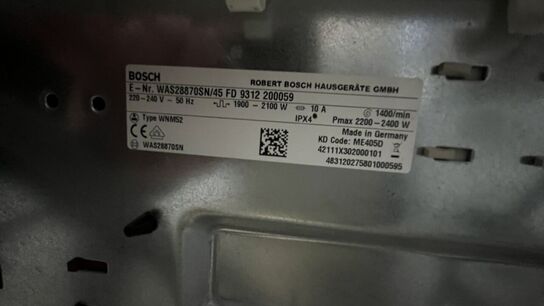 BOSCH ROBERT BOSCH HAUSGERÄTE GMBH
E-Nr. WAS28870SN/45 FD 9312 200059
220-240 V ~ 50 Hz 1900 - 2100 W 10 A 1400/min
IPX4 Pmax 2200-2400 W
Type WNM52 Made in Germany
KD Code: ME405D
WAS28870SN 42111X302000101
483120275801000595